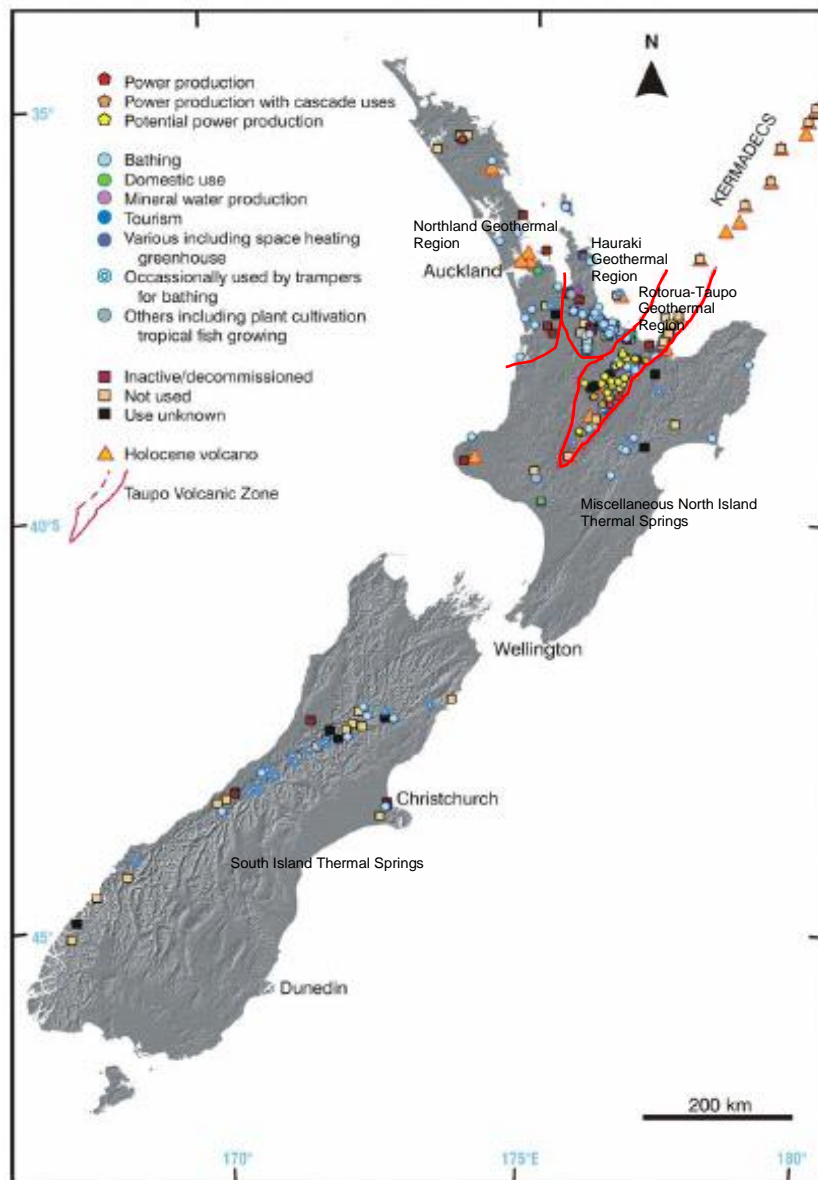 N
Power production
Power production with cascade uses
Potential power production
35°
Bathing
Domestic use
Mineral water production
Tourism
Various including space heating
greenhouse
Occassionally used by trampers
for bathing
Others including plant cultivation
tropical fish growing
Inactive/decommissioned
Not used
Use unknown
Holocene volcano
Taupo Volcanic Zone
40°S
KERMADECS
Northland Geothermal
Region
Auckland
Hauraki
Geothermal
Region
Rotorua-Taupo
Geothermal
Region
Miscellaneous North Island
Thermal Springs
Wellington
Christchurch
South Island Thermal Springs
45°
Dunedin
200 km
170°
175°E
180°